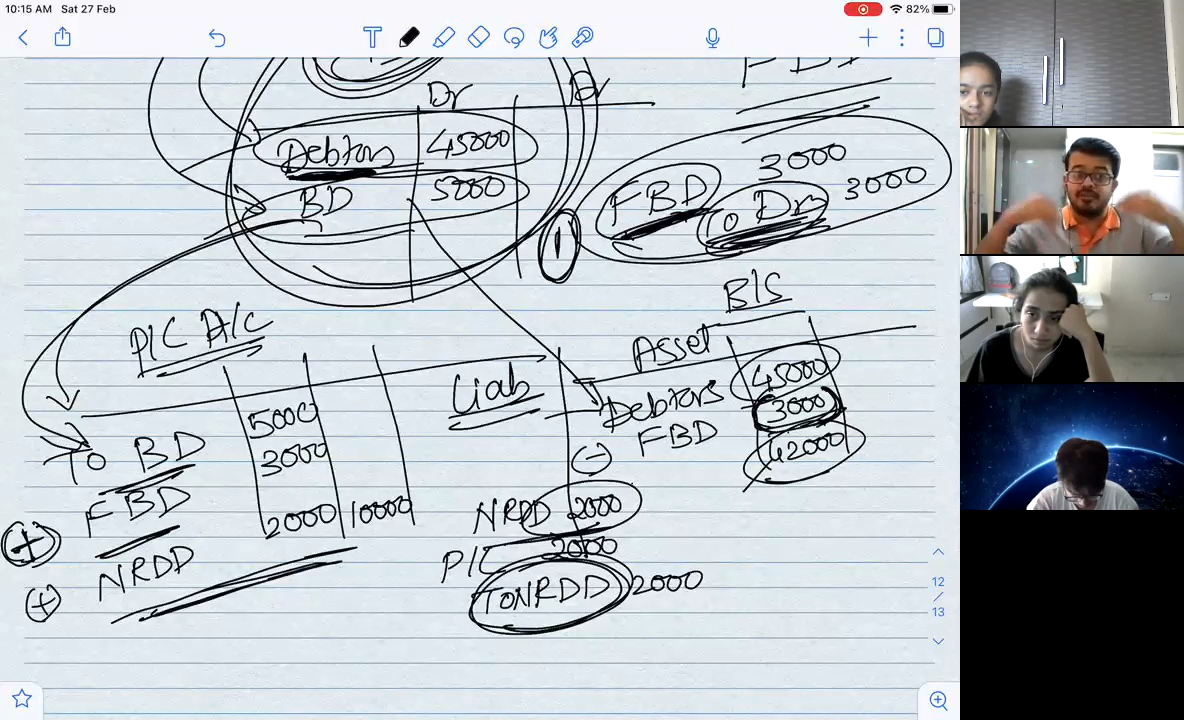 10:15 AM Sat 27 Feb
82%
T
Dr
Dr
Debtors 45000
BD 5000
3000
FBD
To Drs 3000
1
P/C A/C
B/S
Asset
Liab
Debtors 45000
FBD 3000
(-) 42000
5000
To BD 3000
+ FBD 2000 10000
+ NRDD
NRDD 2000
P/C 2000
To NRDD 2000
12
/
13